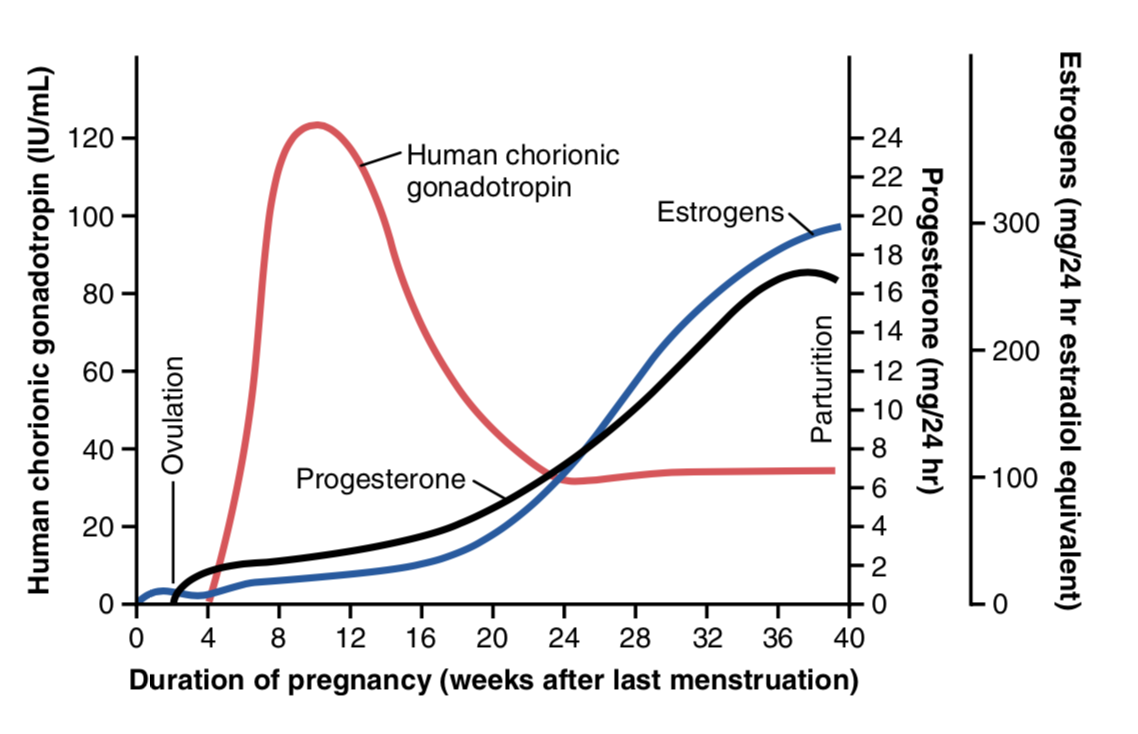 Human chorionic gonadotropin (IU/mL)
120
100
80
60
40
20
0
Ovulation
Human chorionic
gonadotropin
Estrogens
Progesterone
Parturition
24
22
20
18
16
14
12
10
8
6
4
2
0
Progesterone (mg/24 hr)
300
200
100
0
Estrogens (mg/24 hr estradiol equivalent)
0 4 8 12 16 20 24 28 32 36 40
Duration of pregnancy (weeks after last menstruation)